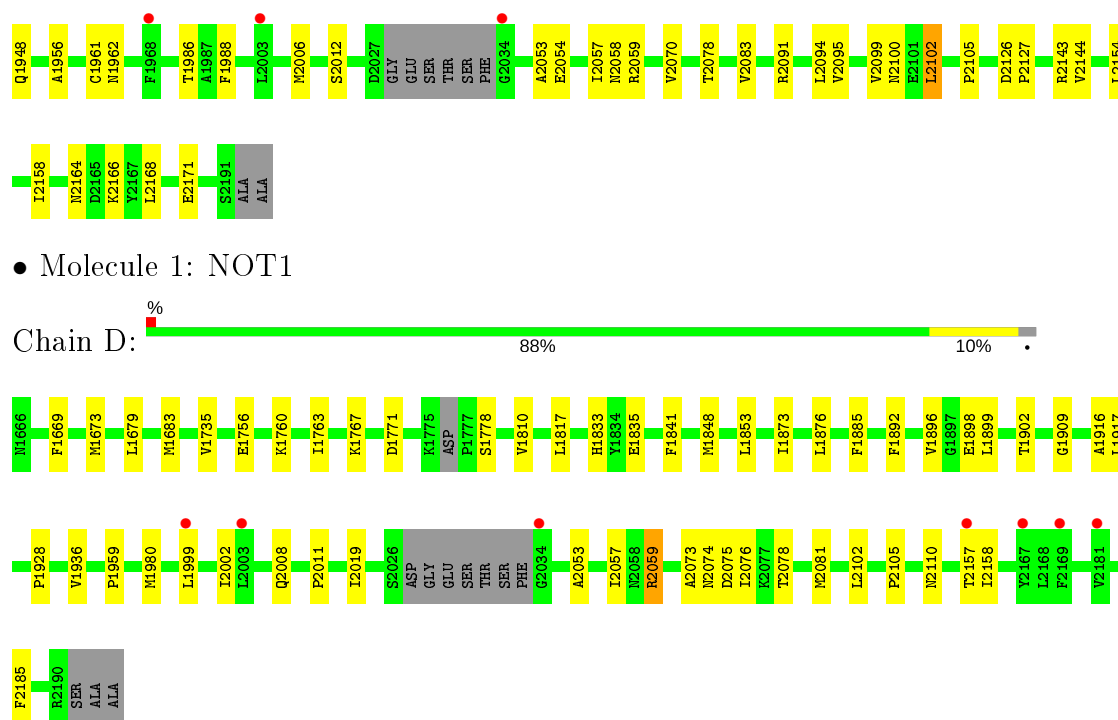 Q1948 A1956 C1961 N1962 F1968 T1986 A1987 F1988 L2003 M2006 S2012 D2027 GLY GLU SER THR SER PHE G2034 A2053 E2054 I2057 N2058 R2059 V2070 T2078 V2083 R2091 L2094 V2095 V2099 N2100 E2101 L2102 P2105 D2126 P2127 R2143 V2144 L2154
I2158 N2164 D2165 K2166 Y2167 L2168 E2171 S2191 ALA ALA
• Molecule 1: NOT1
%
Chain D:
88% 10% •
N1666 F1669 M1673 L1679 M1683 V1735 E1756 K1760 I1763 K1767 D1771 K1775 ASP P1777 S1778 V1810 L1817 H1833 Y1834 E1835 F1841 M1848 L1853 I1873 L1876 F1885 F1892 V1896 G1897 E1898 L1899 T1902 G1909 A1916 L1917
P1928 V1936 P1959 M1980 L1999 I2002 L2003 Q2008 P2011 I2019 S2026 ASP GLY GLU SER THR SER PHE G2034 A2053 I2057 N2058 R2059 A2073 N2074 D2075 I2076 K2077 T2078 M2081 L2102 P2105 N2110 T2157 I2158 Y2167 L2168 F2169 V2181
F2185 R2190 SER ALA ALA